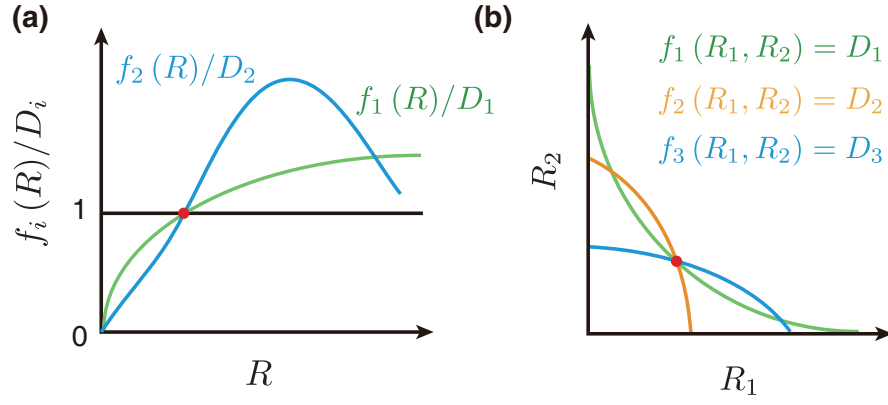 (a)
f₂ (R)/D₂
f₁ (R)/D₁
fᵢ (R)/Dᵢ
1
0
R
(b)
f₁ (R₁, R₂) = D₁
f₂ (R₁, R₂) = D₂
f₃ (R₁, R₂) = D₃
R₂
R₁